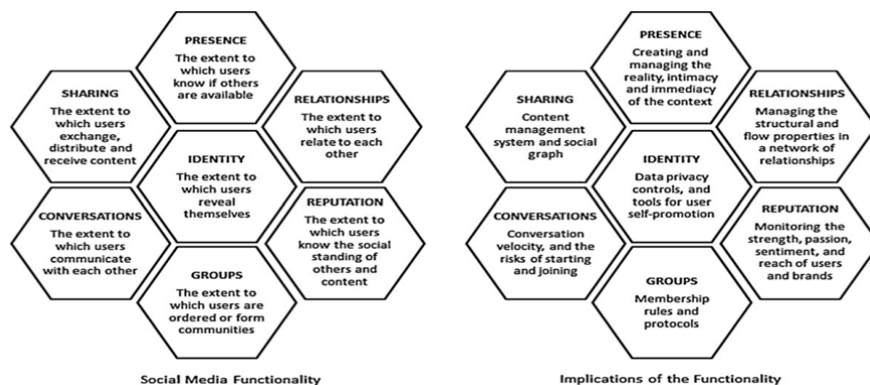 PRESENCE
The extent to
which users
know if others
are available
SHARING
The extent to
which users
exchange,
distribute and
receive content
RELATIONSHIPS
The extent to
which users
relate to each
other
IDENTITY
The extent to
which users
reveal
themselves
CONVERSATIONS
The extent to
which users
communicate
with each other
REPUTATION
The extent to
which users
know the social
standing of
others and
content
GROUPS
The extent to
which users are
ordered or form
communities
Social Media Functionality
PRESENCE
Creating and
managing the
reality, intimacy
and immediacy
of the context
SHARING
Content
management
system and social
graph
RELATIONSHIPS
Managing the
structural and
flow properties in
a network of
relationships
IDENTITY
Data privacy
controls, and
tools for user
self-promotion
CONVERSATIONS
Conversation
velocity, and the
risks of starting
and joining
REPUTATION
Monitoring the
strength, passion,
sentiment, and
reach of users
and brands
GROUPS
Membership
rules and
protocols
Implications of the Functionality